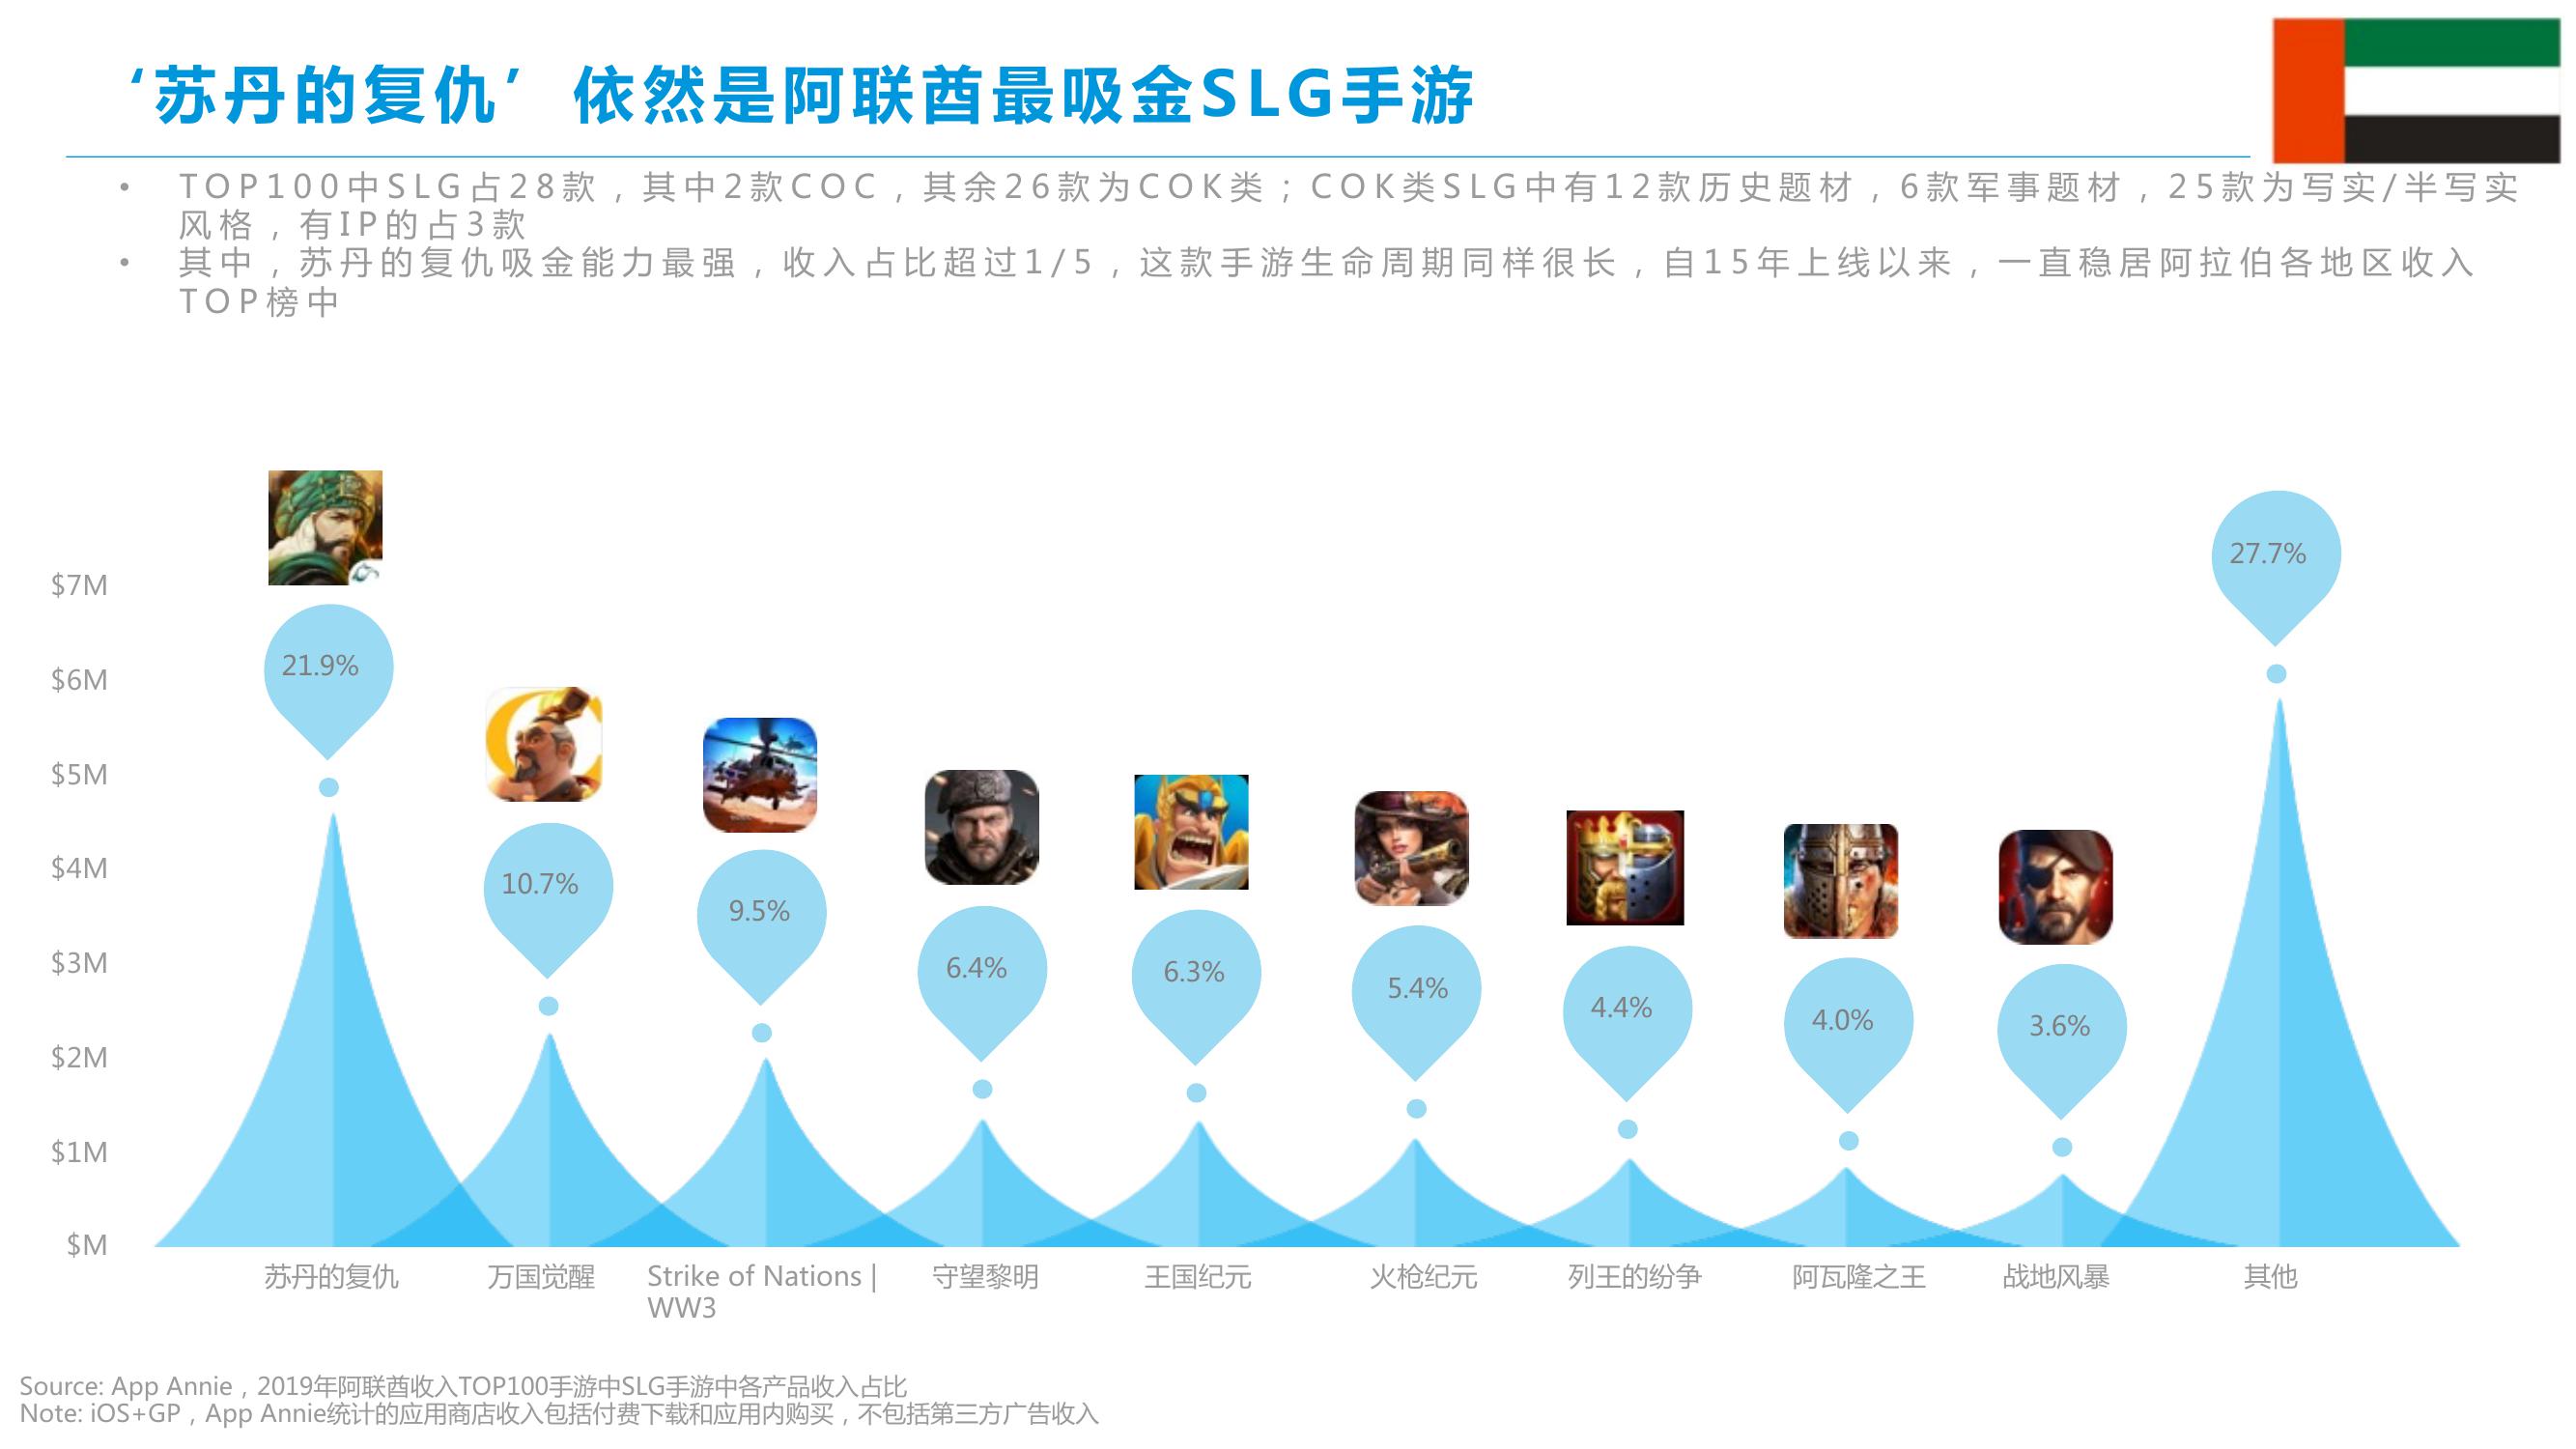 ‘苏丹的复仇’ 依然是阿联酋最吸金SLG手游
• TOP100中SLG占28款，其中2款COC，其余26款为COK类；COK类SLG中有12款历史题材，6款军事题材，25款为写实/半写实
风格，有IP的占3款
• 其中，苏丹的复仇吸金能力最强，收入占比超过1/5，这款手游生命周期同样很长，自15年上线以来，一直稳居阿拉伯各地区收入
TOP榜中
27.7%
$7M
21.9%
$6M
$5M
10.7%
$4M
9.5%
6.4%
6.3%
$3M
5.4%
4.4%
4.0%
3.6%
$2M
$1M
$M
苏丹的复仇
万国觉醒
Strike of Nations |
WW3
守望黎明
王国纪元
火枪纪元
列王的纷争
阿瓦隆之王
战地风暴
其他
Source: App Annie，2019年阿联酋收入TOP100手游中SLG手游中各产品收入占比
Note: iOS+GP，App Annie统计的应用商店收入包括付费下载和应用内购买，不包括第三方广告收入